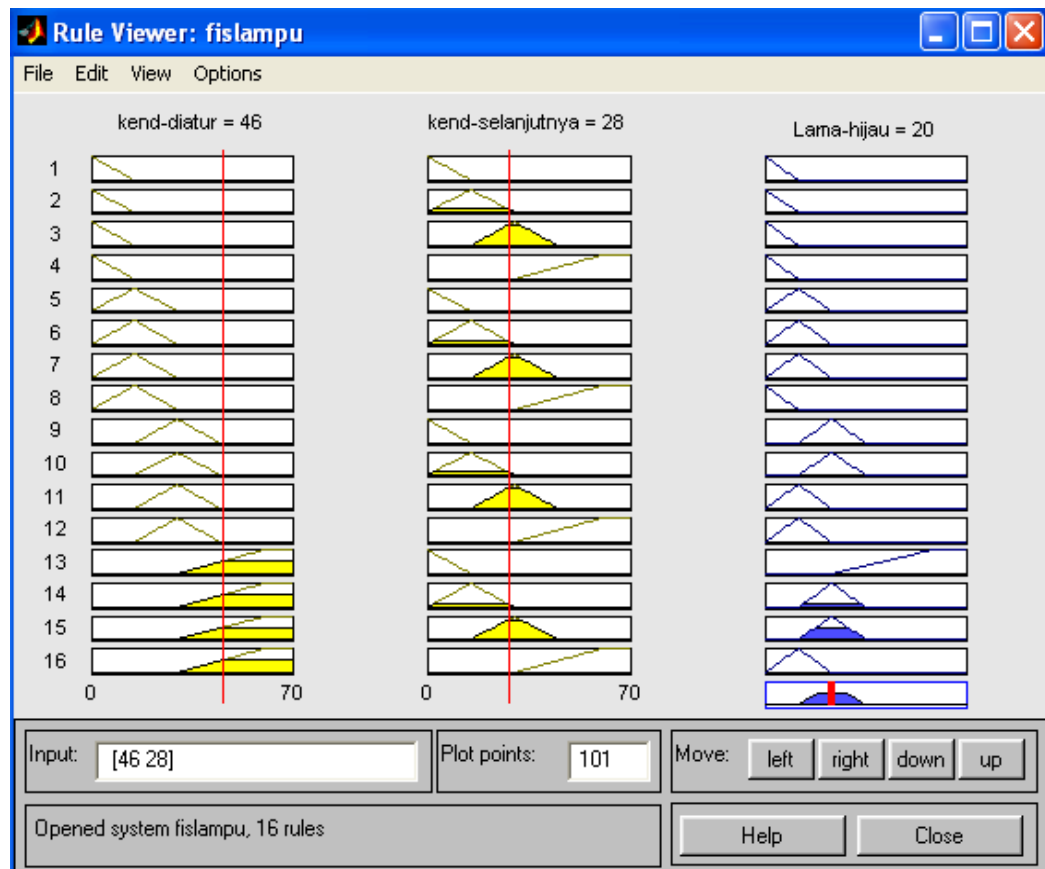 Rule Viewer: fislampu
File Edit View Options
kend-diatur = 46 kend-selanjutnya = 28 Lama-hijau = 20
1
2
3
4
5
6
7
8
9
10
11
12
13
14
15
16
0 70 0 70
Input: [46 28] Plot points: 101 Move: left right down up
Opened system fislampu, 16 rules Help Close